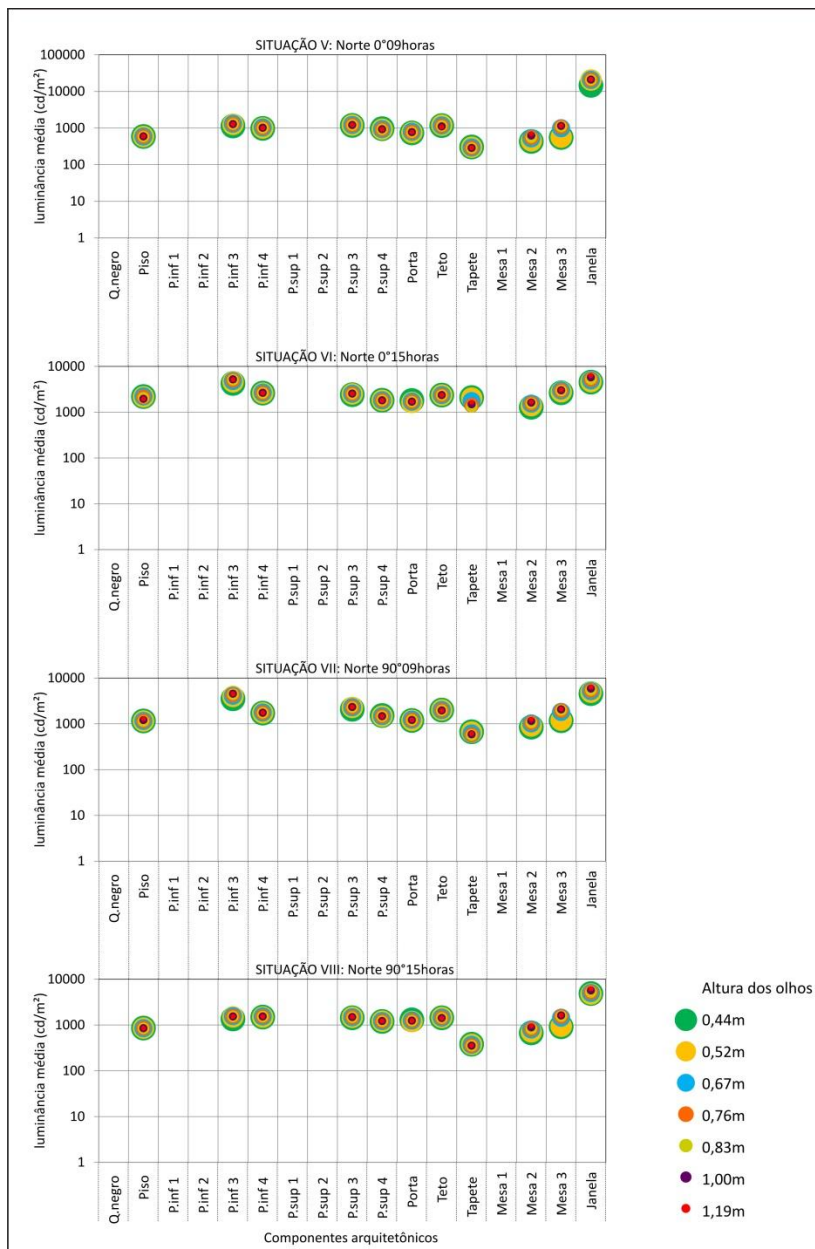 SITUAÇÃO V: Norte 0°09horas
luminância média (cd/m²)
100000
10000
1000
100
10
1
Q.negro
Piso
P.inf 1
P.inf 2
P.inf 3
P.inf 4
P.sup 1
P.sup 2
P.sup 3
P.sup 4
Porta
Teto
Tapete
Mesa 1
Mesa 2
Mesa 3
Janela
SITUAÇÃO VI: Norte 0°15horas
luminância média (cd/m²)
10000
1000
100
10
1
Q.negro
Piso
P.inf 1
P.inf 2
P.inf 3
P.inf 4
P.sup 1
P.sup 2
P.sup 3
P.sup 4
Porta
Teto
Tapete
Mesa 1
Mesa 2
Mesa 3
Janela
SITUAÇÃO VII: Norte 90°09horas
luminância média (cd/m²)
10000
1000
100
10
1
Q.negro
Piso
P.inf 1
P.inf 2
P.inf 3
P.inf 4
P.sup 1
P.sup 2
P.sup 3
P.sup 4
Porta
Teto
Tapete
Mesa 1
Mesa 2
Mesa 3
Janela
SITUAÇÃO VIII: Norte 90°15horas
luminância média (cd/m²)
10000
1000
100
10
1
Q.negro
Piso
P.inf 1
P.inf 2
P.inf 3
P.inf 4
P.sup 1
P.sup 2
P.sup 3
P.sup 4
Porta
Teto
Tapete
Mesa 1
Mesa 2
Mesa 3
Janela
Componentes arquitetônicos
Altura dos olhos
0,44m
0,52m
0,67m
0,76m
0,83m
1,00m
1,19m